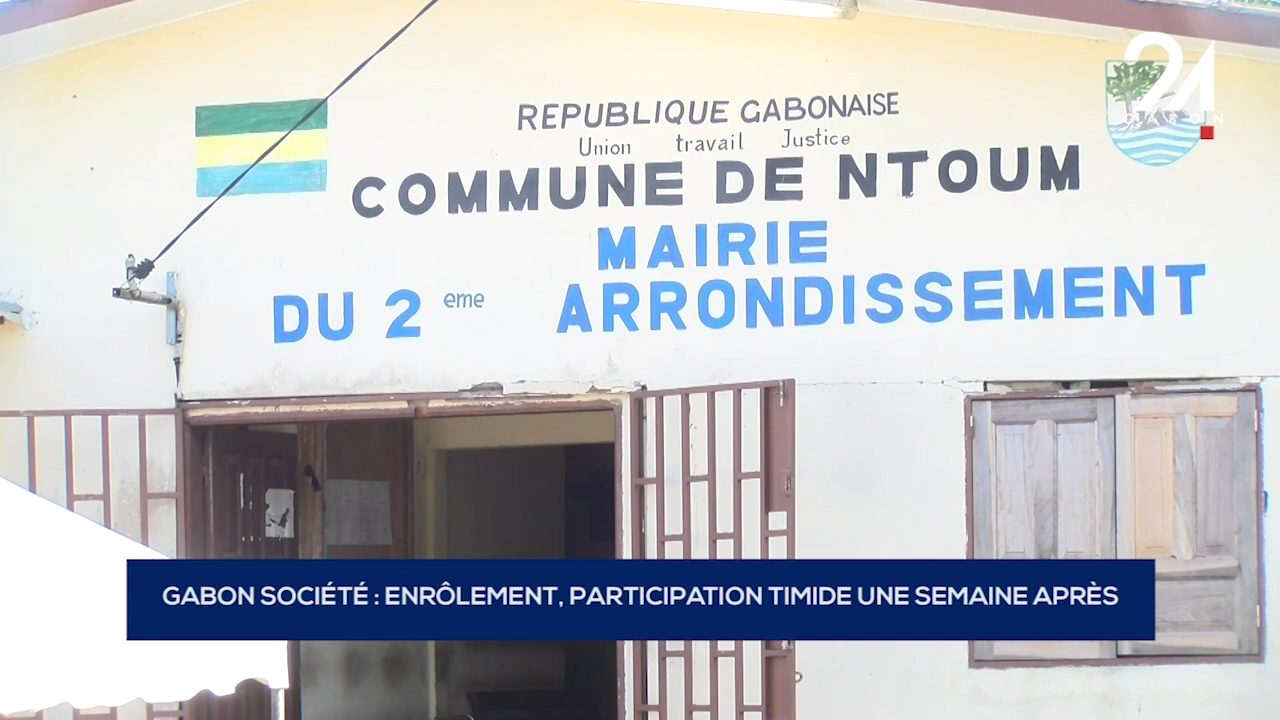 REPUBLIQUE GABONAISE
Union travail Justice
COMMUNE DE NTOUM
MAIRIE
DU 2 eme ARRONDISSEMENT
24
GABON
GABON SOCIÉTÉ : ENRÔLEMENT, PARTICIPATION TIMIDE UNE SEMAINE APRÈS